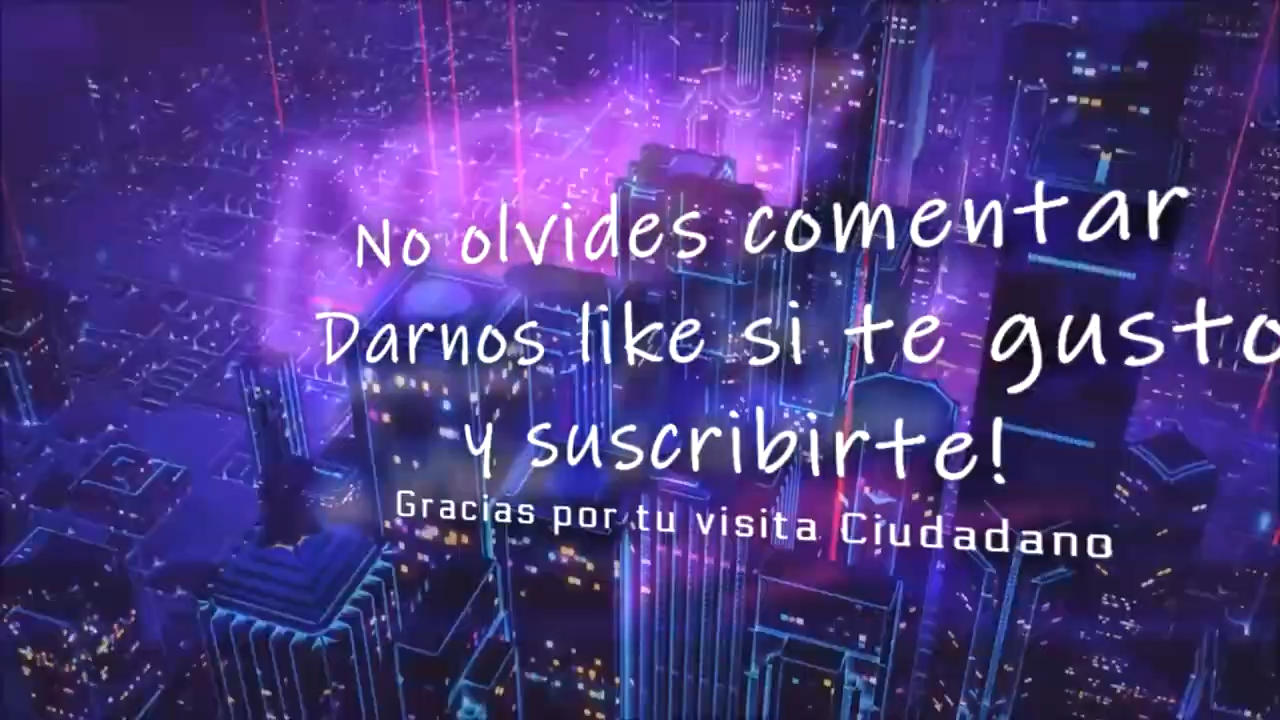 No olvides comentar
Darnos like si te gusto
y suscribirte!
Gracias por tu visita Ciudadano